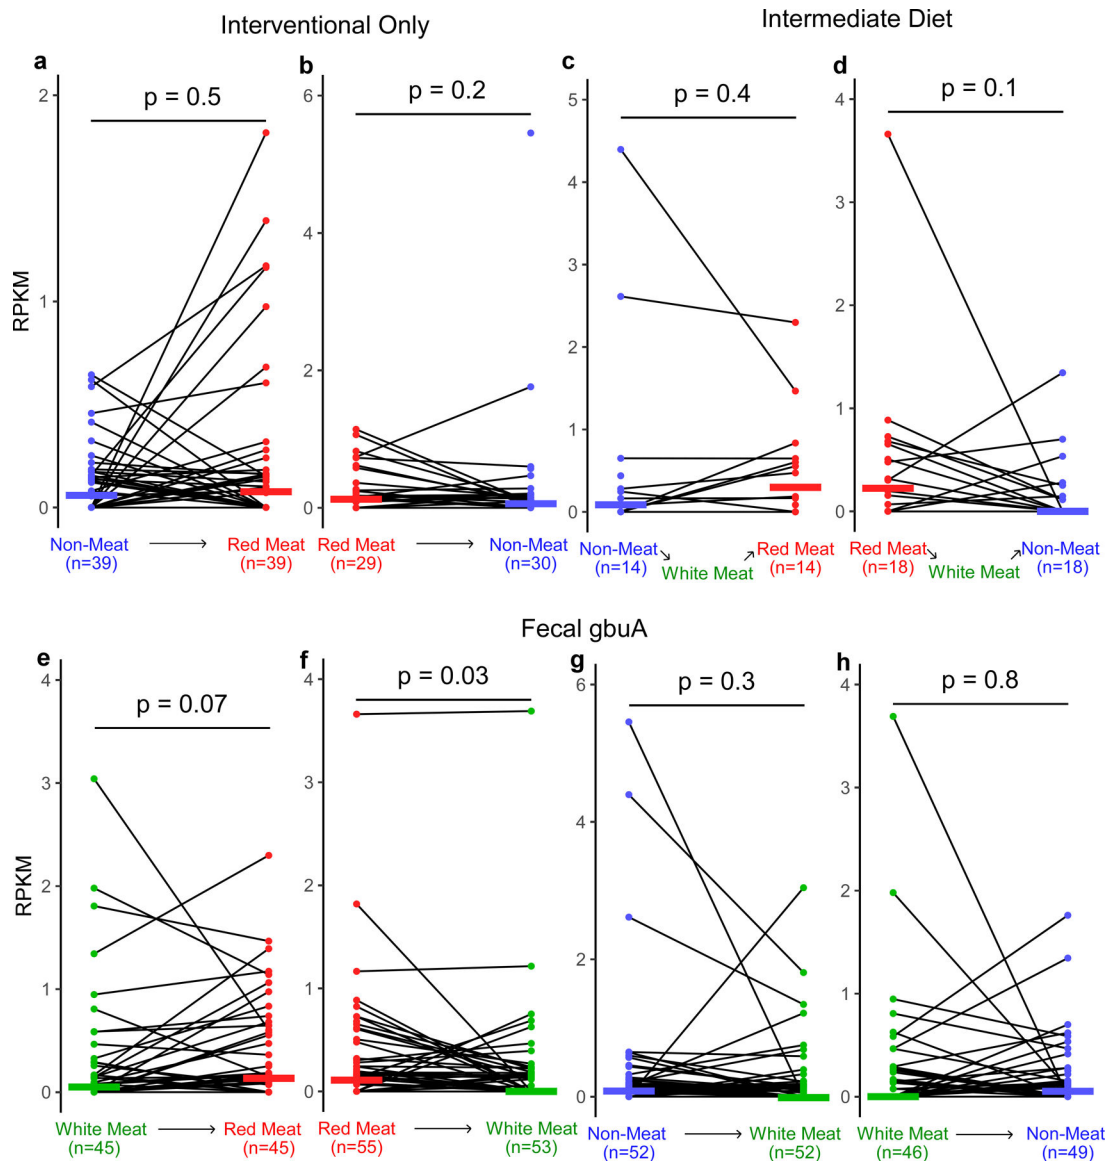 Interventional Only
Intermediate Diet
a
b
c
d
p = 0.5
p = 0.2
p = 0.4
p = 0.1
RPKM
2
1
0
6
4
2
0
5
4
3
2
1
0
4
3
2
1
0
Non-Meat
(n=39)
Red Meat
(n=39)
Red Meat
(n=29)
Non-Meat
(n=30)
Non-Meat
(n=14)
White Meat
Red Meat
(n=14)
Red Meat
(n=18)
White Meat
Non-Meat
(n=18)
Fecal gbuA
e
f
g
h
p = 0.07
p = 0.03
p = 0.3
p = 0.8
RPKM
4
3
2
1
0
4
3
2
1
0
6
4
2
0
4
3
2
1
0
White Meat
(n=45)
Red Meat
(n=45)
Red Meat
(n=55)
White Meat
(n=53)
Non-Meat
(n=52)
White Meat
(n=52)
White Meat
(n=46)
Non-Meat
(n=49)